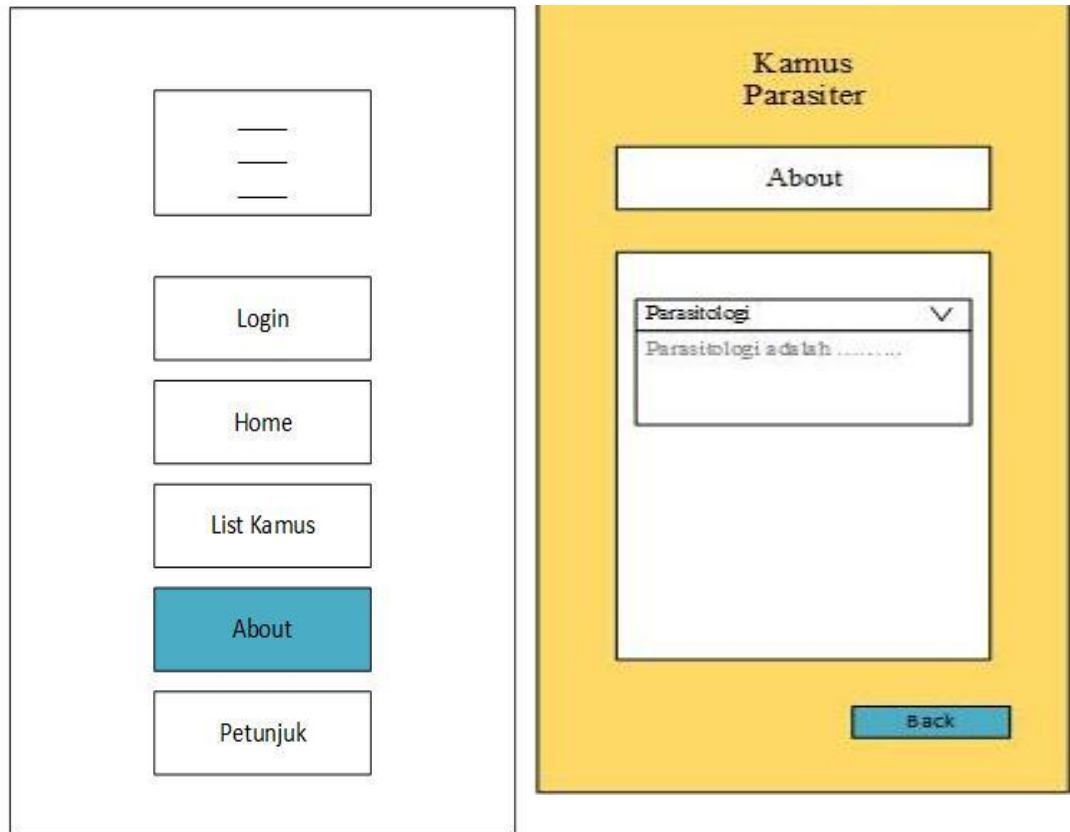 Login
Home
List Kamus
About
Petunjuk
Kamus
Parasiter
About
Parasitologi
Parasitologi adalah .........
Back